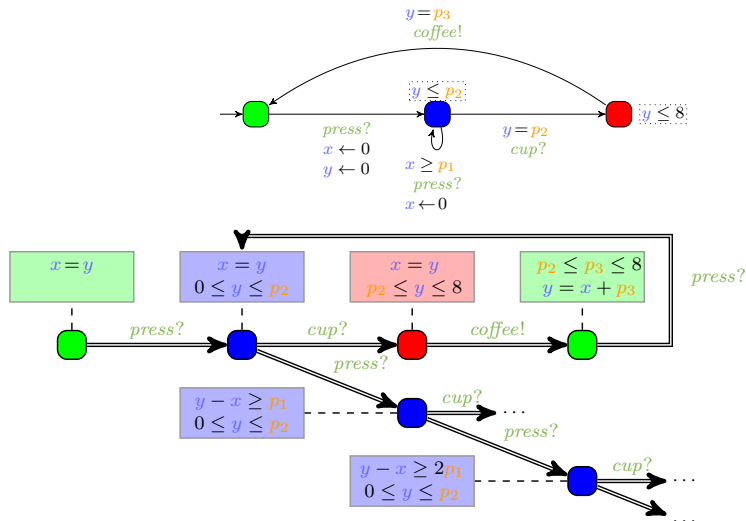 y = p₃
coffee!
y ≤ p₂
y ≤ 8
press?
x ← 0
y ← 0
y = p₂
cup?
x ≥ p₁
press?
x ← 0
x = y
x = y
0 ≤ y ≤ p₂
x = y
p₂ ≤ y ≤ 8
p₂ ≤ p₃ ≤ 8
y = x + p₃
press?
press?
cup?
coffee!
press?
y − x ≥ p₁
0 ≤ y ≤ p₂
cup?
···
press?
y − x ≥ 2p₁
0 ≤ y ≤ p₂
cup?
···
···